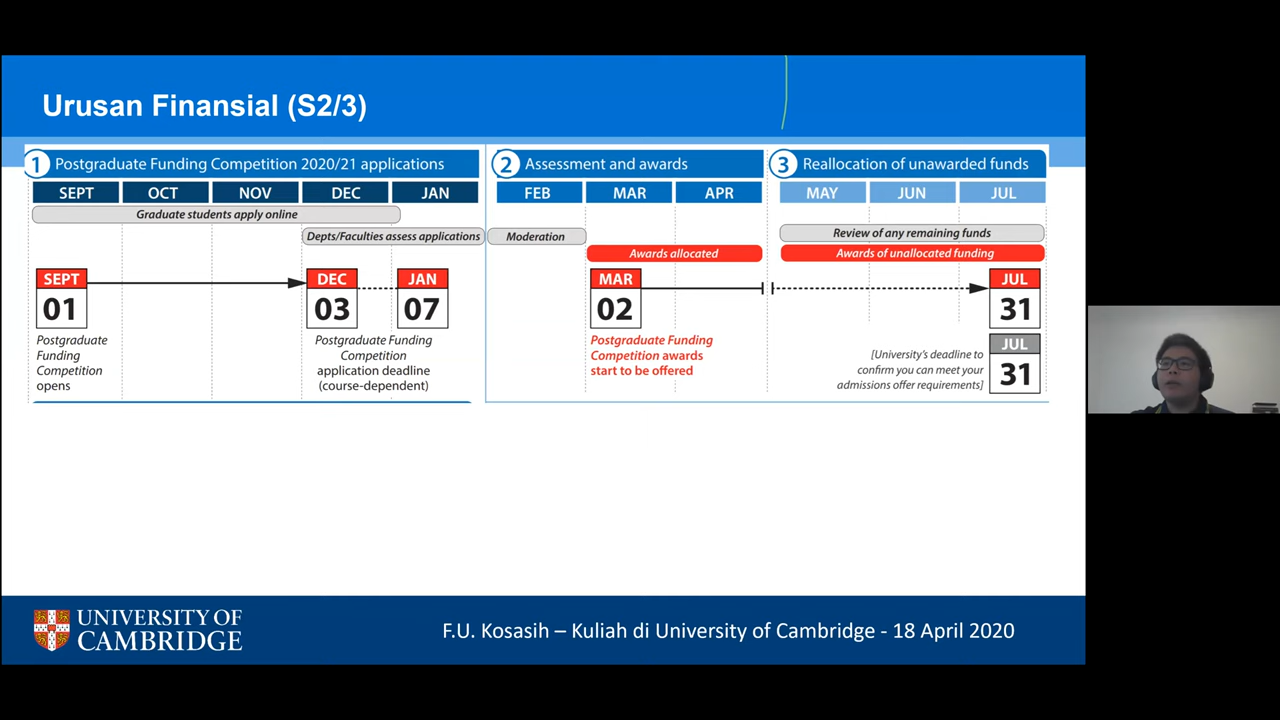 Urusan Finansial (S2/3)
1 Postgraduate Funding Competition 2020/21 applications
2 Assessment and awards
3 Reallocation of unawarded funds
SEPT OCT NOV DEC JAN FEB MAR APR MAY JUN JUL
Graduate students apply online
Depts/Faculties assess applications
Moderation
Review of any remaining funds
Awards allocated
Awards of unallocated funding
SEPT
01
Postgraduate
Funding
Competition
opens
DEC
03
JAN
07
Postgraduate Funding
Competition
application deadline
(course-dependent)
MAR
02
Postgraduate Funding
Competition awards
start to be offered
JUL
31
[University's deadline to
confirm you can meet your
admissions offer requirements]
JUL
31
UNIVERSITY OF
CAMBRIDGE
F.U. Kosasih – Kuliah di University of Cambridge - 18 April 2020